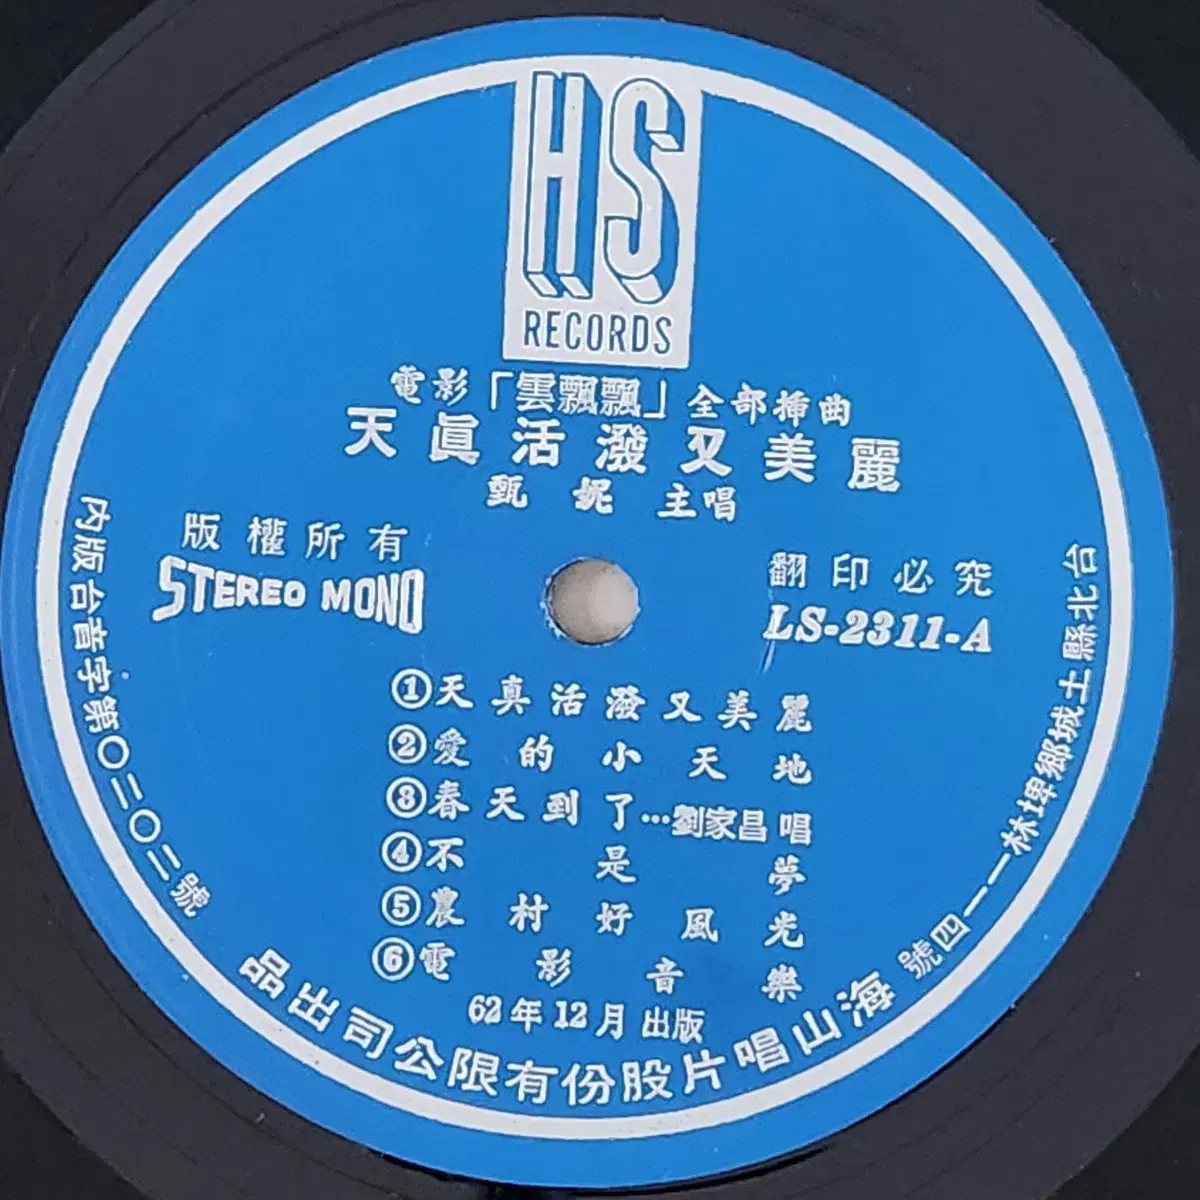 HS
RECORDS
電影「雲飄飄」全部揷曲
天眞活潑又美麗
甄妮 主唱
版權所有
STEREO MONO
翻印必究
LS-2311-A
①天真活潑又美麗
②愛的小天地
③春天到了…劉家昌唱
④不是夢
⑤農村好風光
⑥電影音樂
62年12月出版
內版台音字第〇二〇二號
台北縣土城鄉埤林一一四號
海山唱片股份有限公司出品